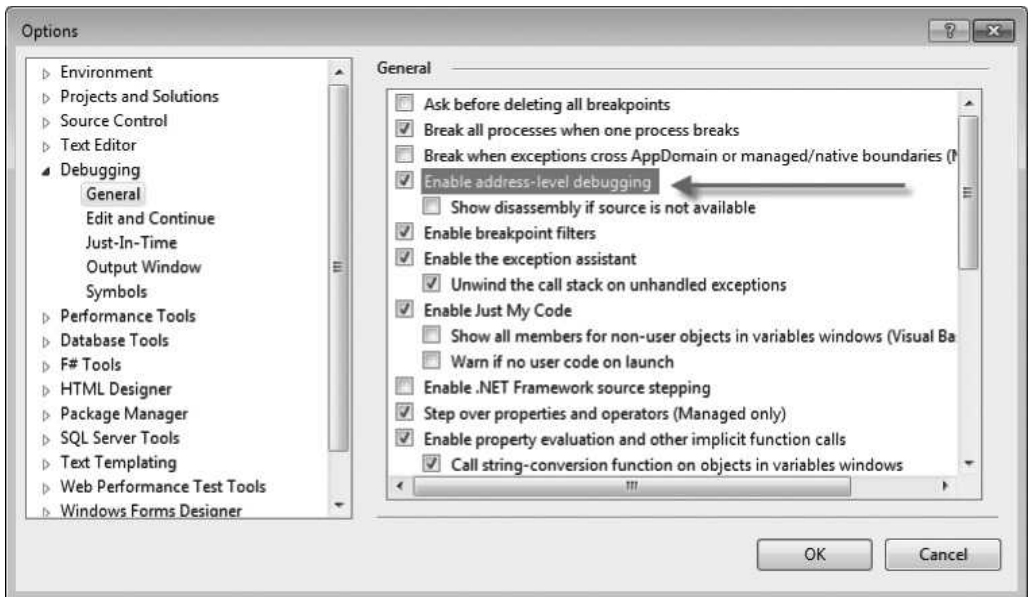 Options
Environment
Projects and Solutions
Source Control
Text Editor
Debugging
General
Edit and Continue
Just-In-Time
Output Window
Symbols
Performance Tools
Database Tools
F# Tools
HTML Designer
Package Manager
SQL Server Tools
Text Templating
Web Performance Test Tools
Windows Forms Designer
General
Ask before deleting all breakpoints
Break all processes when one process breaks
Break when exceptions cross AppDomain or managed/native boundaries (
Enable address-level debugging
Show disassembly if source is not available
Enable breakpoint filters
Enable the exception assistant
Unwind the call stack on unhandled exceptions
Enable Just My Code
Show all members for non-user objects in variables windows (Visual Ba
Warn if no user code on launch
Enable .NET Framework source stepping
Step over properties and operators (Managed only)
Enable property evaluation and other implicit function calls
Call string-conversion function on objects in variables windows
OK
Cancel